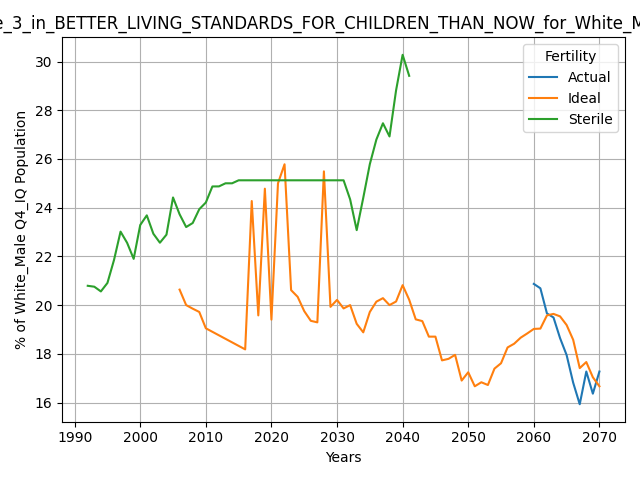 e_3_in_BETTER_LIVING_STANDARDS_FOR_CHILDREN_THAN_NOW_for_White_M
Fertility
Actual
Ideal
Sterile
% of White_Male Q4_IQ Population
30
28
26
24
22
20
18
16
1990 2000 2010 2020 2030 2040 2050 2060 2070
Years